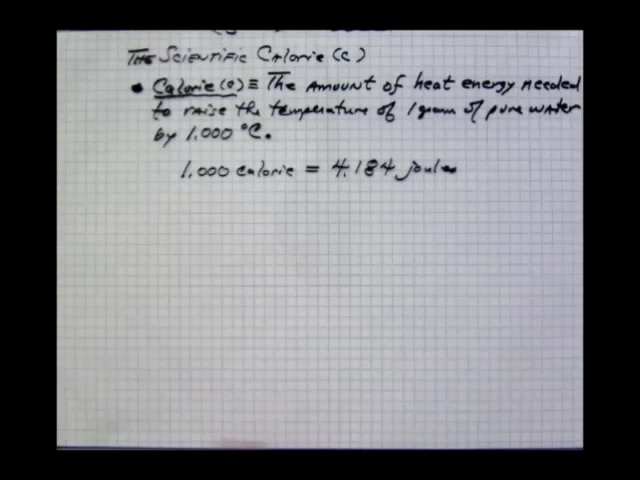 The Scientific Calorie (c)
• Calorie (c) ≡ The amount of heat energy needed
to raise the temperature of 1 gram of pure water
by 1.000 °C.
1.000 calorie = 4.184 joule